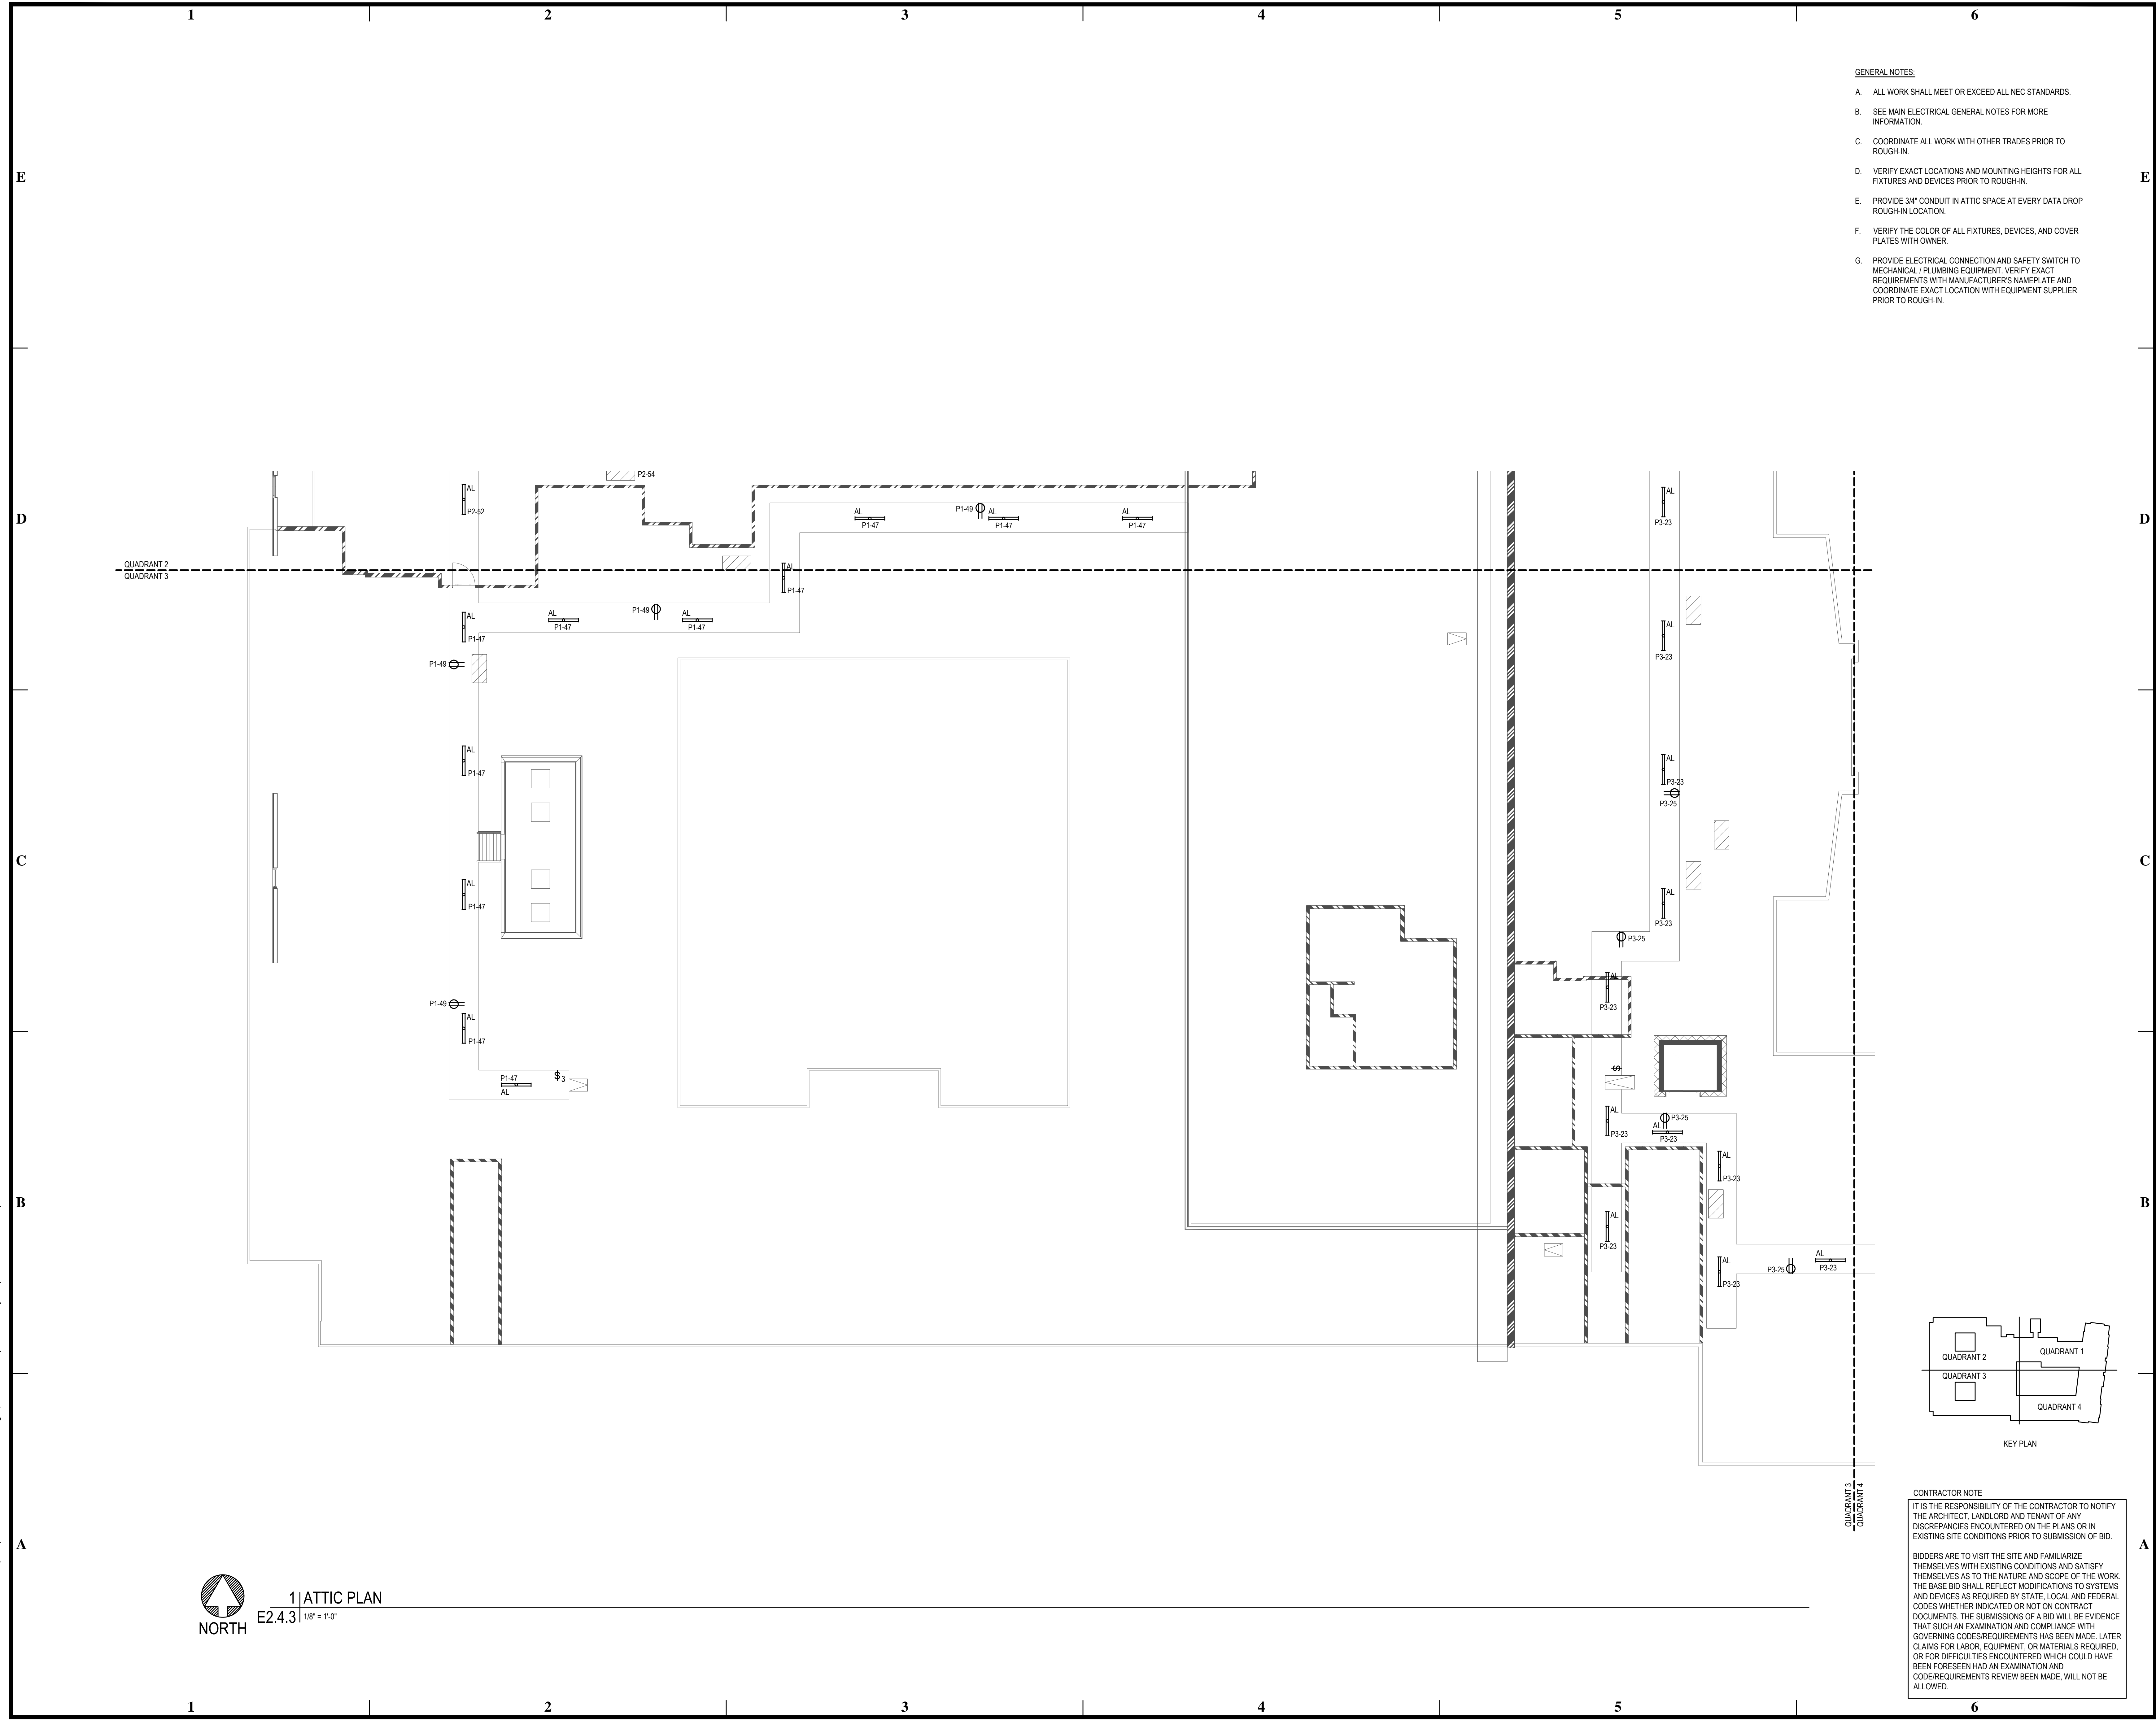 1 2 3 4 5 6
GENERAL NOTES:
A. ALL WORK SHALL MEET OR EXCEED ALL NEC STANDARDS.
B. SEE MAIN ELECTRICAL GENERAL NOTES FOR MORE
INFORMATION.
C. COORDINATE ALL WORK WITH OTHER TRADES PRIOR TO
ROUGH-IN.
D. VERIFY EXACT LOCATIONS AND MOUNTING HEIGHTS FOR ALL
FIXTURES AND DEVICES PRIOR TO ROUGH-IN.
E. PROVIDE 3/4" CONDUIT IN ATTIC SPACE AT EVERY DATA DROP
ROUGH-IN LOCATION.
F. VERIFY THE COLOR OF ALL FIXTURES, DEVICES, AND COVER
PLATES WITH OWNER.
G. PROVIDE ELECTRICAL CONNECTION AND SAFETY SWITCH TO
MECHANICAL / PLUMBING EQUIPMENT. VERIFY EXACT
REQUIREMENTS WITH MANUFACTURER'S NAMEPLATE AND
COORDINATE EXACT LOCATION WITH EQUIPMENT SUPPLIER
PRIOR TO ROUGH-IN.
E E
P2-54
AL AL
P2-52 P1-49 AL AL AL
D P1-47 P1-47 P1-47 P3-23 D
QUADRANT 2
QUADRANT 3
AL
P1-47
AL AL P1-49 AL AL
P1-47 P1-47 P1-47 P3-23
P1-49
AL AL
P1-47 P3-23
P3-25
C C
AL AL
P1-47 P3-23
P3-25
AL
P1-49 P3-23
AL
P1-47
P1-47 $3 $
AL
AL P3-25
P3-23 AL
P3-23
AL
P3-23
B B
AL
P3-23
AL AL
P3-25 P3-23
P3-23
QUADRANT 2 QUADRANT 1
QUADRANT 3
QUADRANT 4
KEY PLAN
QUADRANT 3
QUADRANT 4
CONTRACTOR NOTE
IT IS THE RESPONSIBILITY OF THE CONTRACTOR TO NOTIFY
THE ARCHITECT, LANDLORD AND TENANT OF ANY
DISCREPANCIES ENCOUNTERED ON THE PLANS OR IN
EXISTING SITE CONDITIONS PRIOR TO SUBMISSION OF BID.
BIDDERS ARE TO VISIT THE SITE AND FAMILIARIZE
THEMSELVES WITH EXISTING CONDITIONS AND SATISFY
THEMSELVES AS TO THE NATURE AND SCOPE OF THE WORK.
THE BASE BID SHALL REFLECT MODIFICATIONS TO SYSTEMS
AND DEVICES AS REQUIRED BY STATE, LOCAL AND FEDERAL
CODES WHETHER INDICATED OR NOT ON CONTRACT
DOCUMENTS. THE SUBMISSIONS OF A BID WILL BE EVIDENCE
THAT SUCH AN EXAMINATION AND COMPLIANCE WITH
GOVERNING CODES/REQUIREMENTS HAS BEEN MADE. LATER
CLAIMS FOR LABOR, EQUIPMENT, OR MATERIALS REQUIRED,
OR FOR DIFFICULTIES ENCOUNTERED WHICH COULD HAVE
BEEN FORESEEN HAD AN EXAMINATION AND
CODE/REQUIREMENTS REVIEW BEEN MADE, WILL NOT BE
ALLOWED.
A A
1 ATTIC PLAN
E2.4.3 1/8" = 1'-0"
NORTH
1 2 3 4 5 6